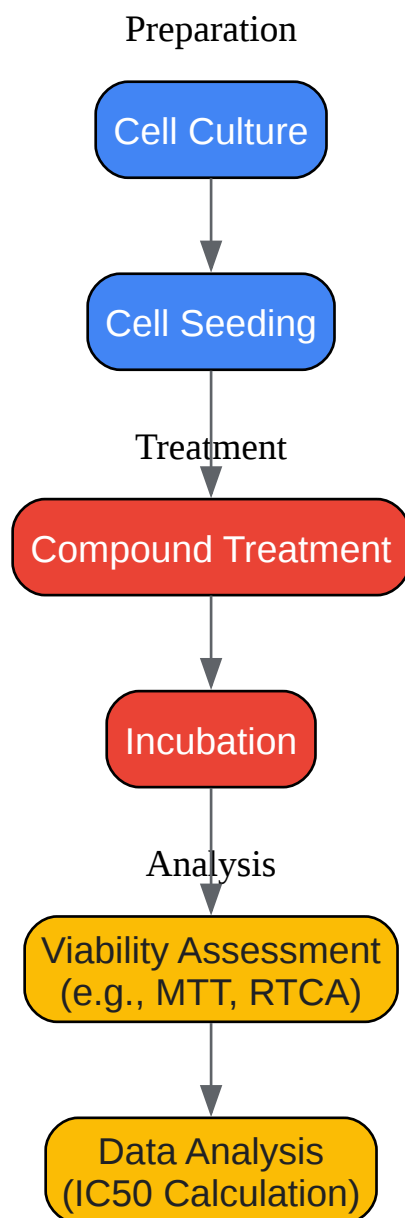 Preparation
Cell Culture
Cell Seeding
Treatment
Compound Treatment
Incubation
Analysis
Viability Assessment
(e.g., MTT, RTCA)
Data Analysis
(IC50 Calculation)